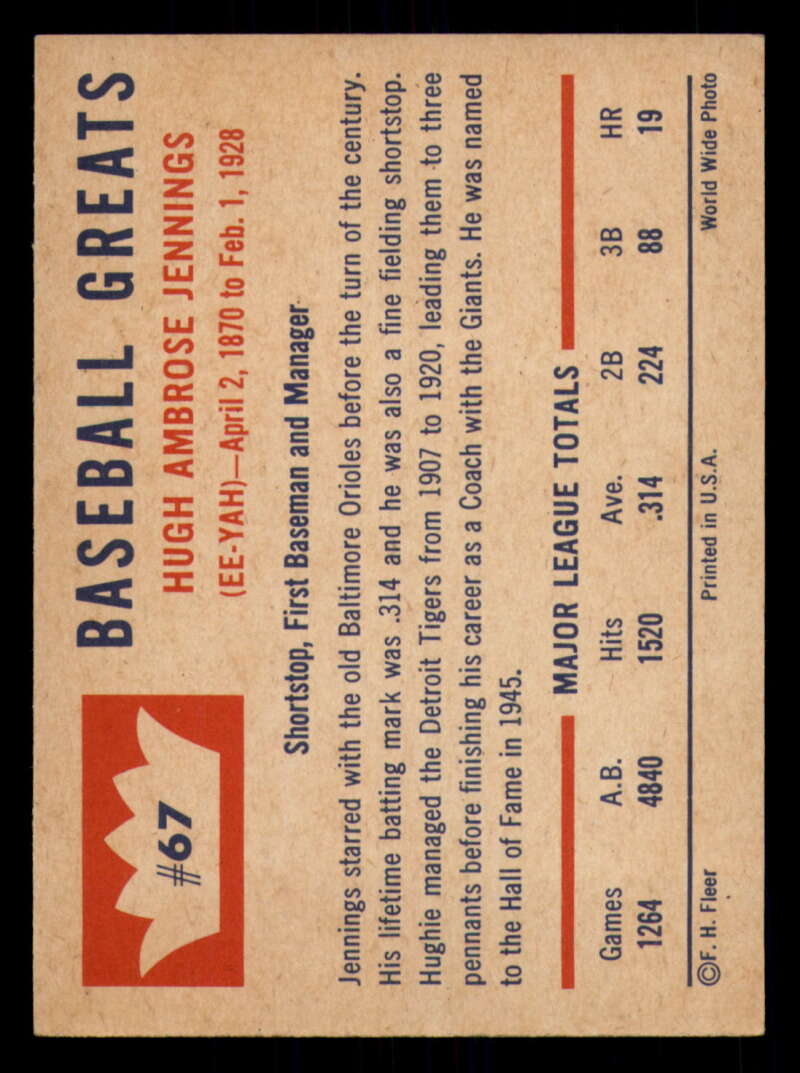 #67
BASEBALL GREATS
HUGH AMBROSE JENNINGS
(EE-YAH)—April 2, 1870 to Feb. 1, 1928
Shortstop, First Baseman and Manager
Jennings starred with the old Baltimore Orioles before the turn of the century.
His lifetime batting mark was .314 and he was also a fine fielding shortstop.
Hughie managed the Detroit Tigers from 1907 to 1920, leading them to three
pennants before finishing his career as a Coach with the Giants. He was named
to the Hall of Fame in 1945.
MAJOR LEAGUE TOTALS
Games A.B. Hits Ave. 2B 3B HR
1264 4840 1520 .314 224 88 19
©F. H. Fleer Printed in U.S.A. World Wide Photo